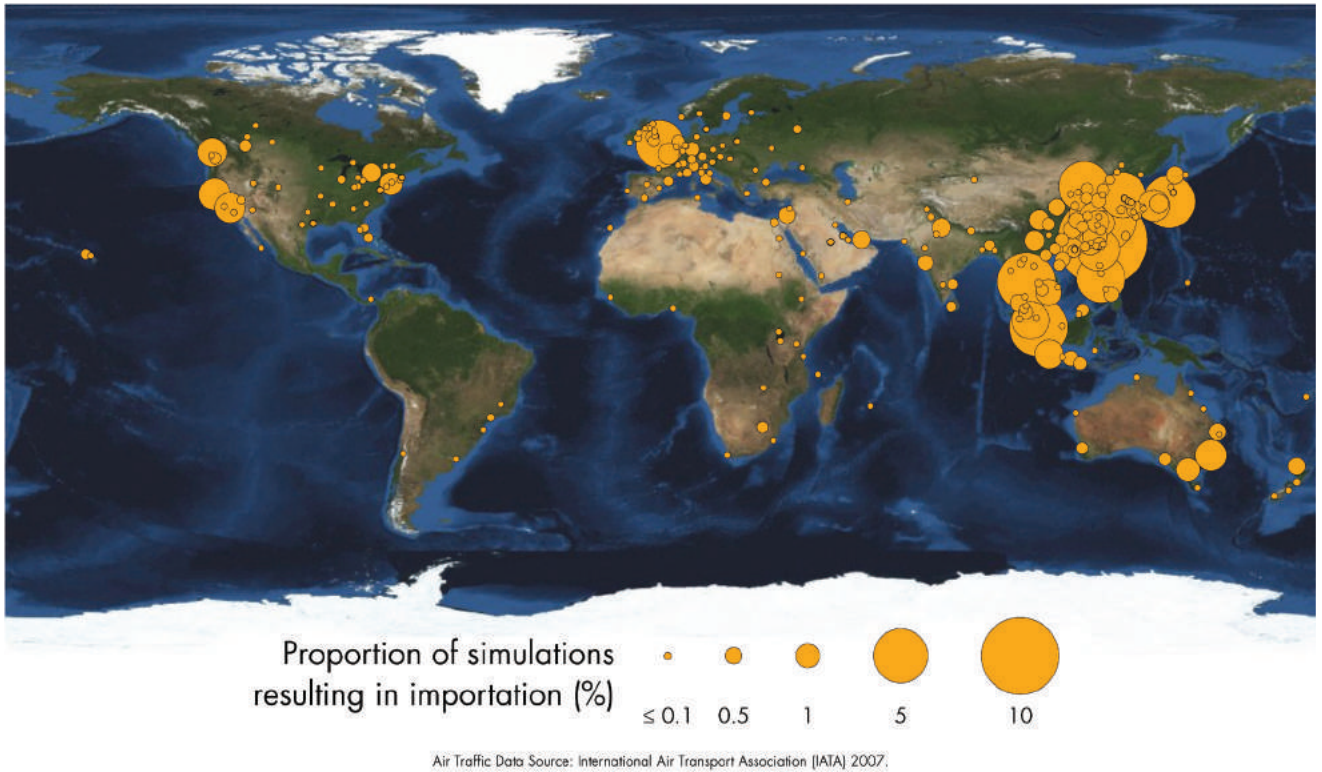 Proportion of simulations
resulting in importation (%)
≤ 0.1 0.5 1 5 10
Air Traffic Data Source: International Air Transport Association (IATA) 2007.